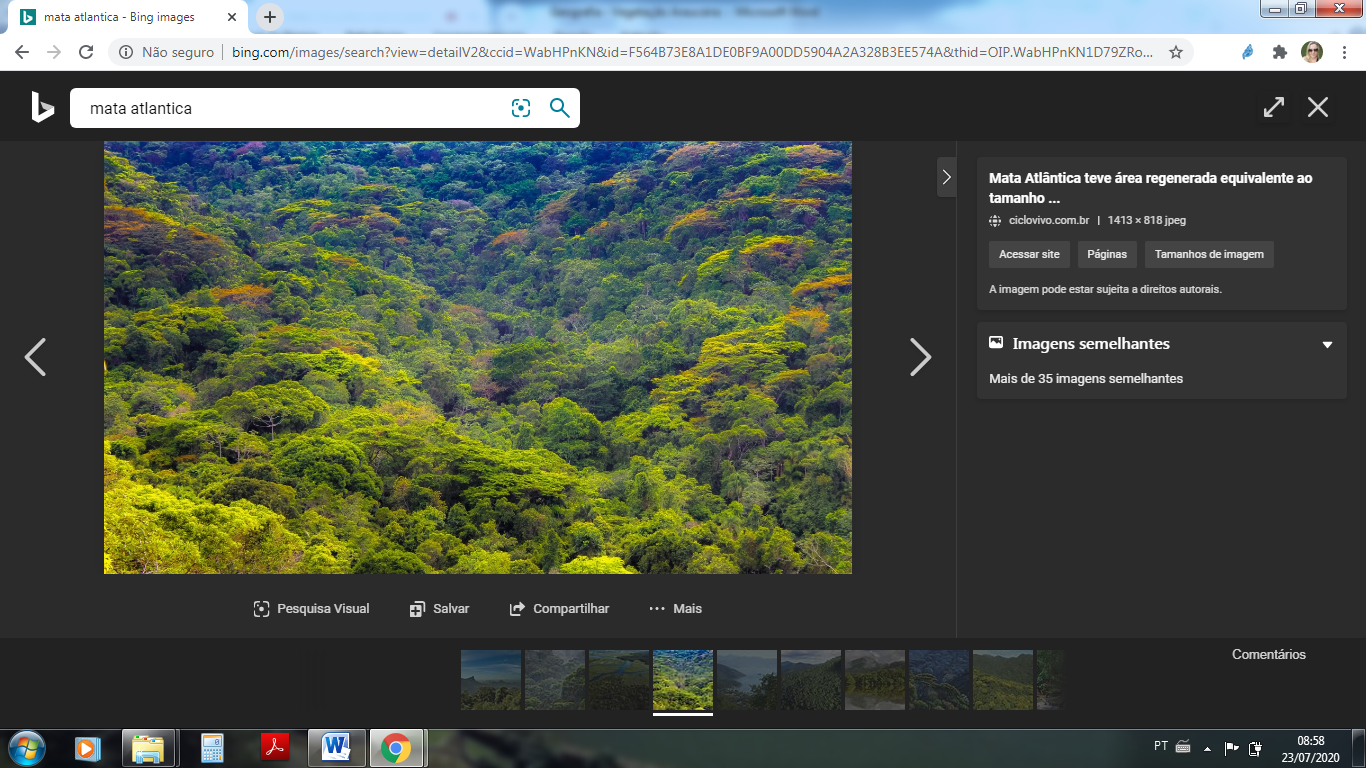 mata atlantica - Bing images
Não seguro
bing.com/images/search?view=detailV2&ccid=WabHPnKN&id=F564B73E8A1DE0BF9A00DD5904A2A328B3EE574A&thid=OIP.WabHPnKN1D79ZRo...
mata atlantica
Mata Atlântica teve área regenerada equivalente ao
tamanho ...
ciclovivo.com.br | 1413 × 818 jpeg
Acessar site Páginas Tamanhos de imagem
A imagem pode estar sujeita a direitos autorais.
Imagens semelhantes
Mais de 35 imagens semelhantes
Pesquisa Visual Salvar Compartilhar Mais
Comentários
PT
08:58
23/07/2020